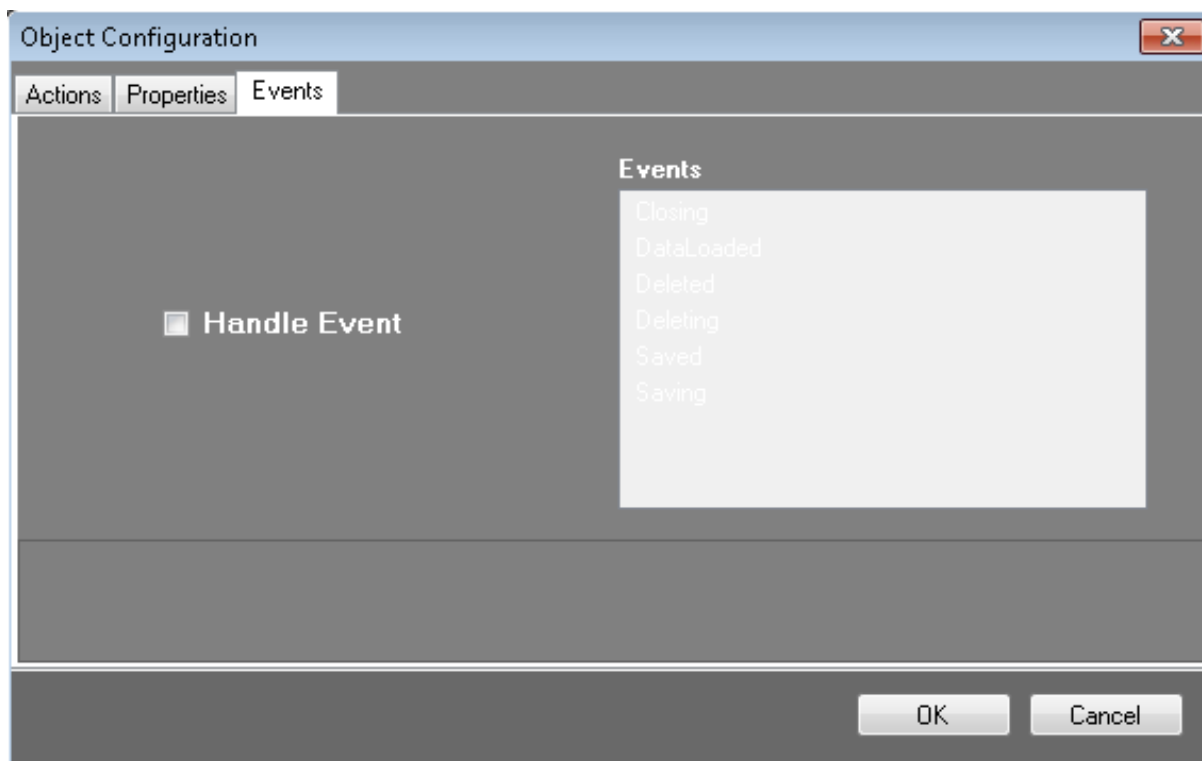 Object Configuration
Actions Properties Events
Events
Closing
DataLoaded
Deleted
Deleting
Saved
Saving
Handle Event
OK Cancel